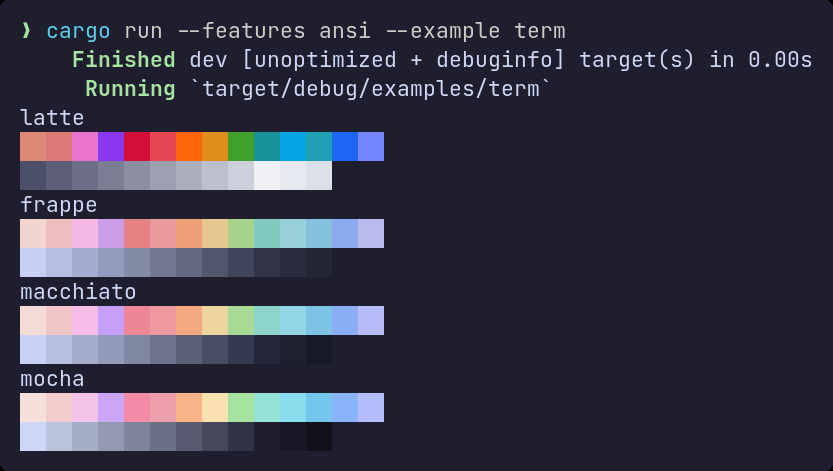 ❯ cargo run --features ansi --example term
Finished dev [unoptimized + debuginfo] target(s) in 0.00s
Running `target/debug/examples/term`
latte
frappe
macchiato
mocha